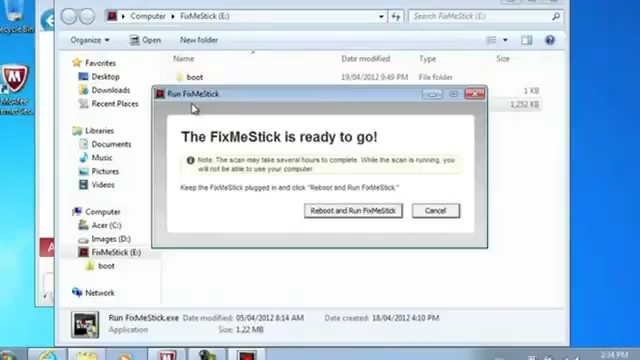 Computer ▸ FixMeStick (E:)
Search FixMeStick (E:)
Recycle Bin
Organize
Open
New folder
Name
Date modified
Type
Size
Favorites
Desktop
Downloads
Recent Places
boot
19/04/2012 9:49 PM
File folder
1 KB
1,252 KB
McAfee
Run FixMeStick
The FixMeStick is ready to go!
Note: The scan may take several hours to complete. While the scan is running, you
will not be able to use your computer.
Keep the FixMeStick plugged in and click "Reboot and Run FixMeStick."
Reboot and Run FixMeStick
Cancel
Libraries
Documents
Music
Pictures
Videos
Computer
Acer (C:)
Images (D:)
FixMeStick (E:)
boot
Network
Run FixMeStick.exe
Date modified: 05/04/2012 8:14 AM
Date created: 18/04/2012 4:10 PM
Application
Size: 1.22 MB
2:14 PM